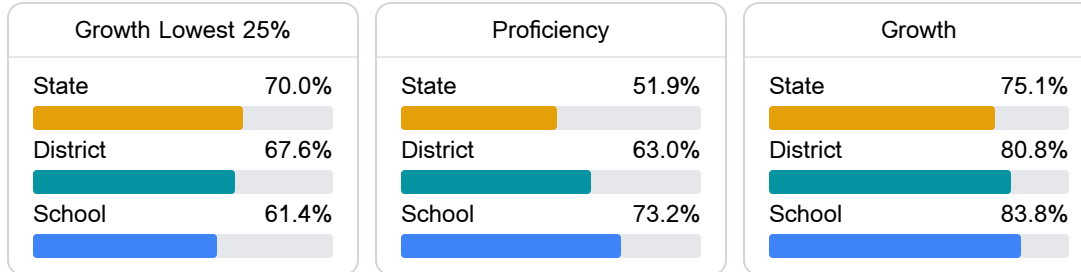 Growth Lowest 25%
State 70.0%
District 67.6%
School 61.4%
Proficiency
State 51.9%
District 63.0%
School 73.2%
Growth
State 75.1%
District 80.8%
School 83.8%